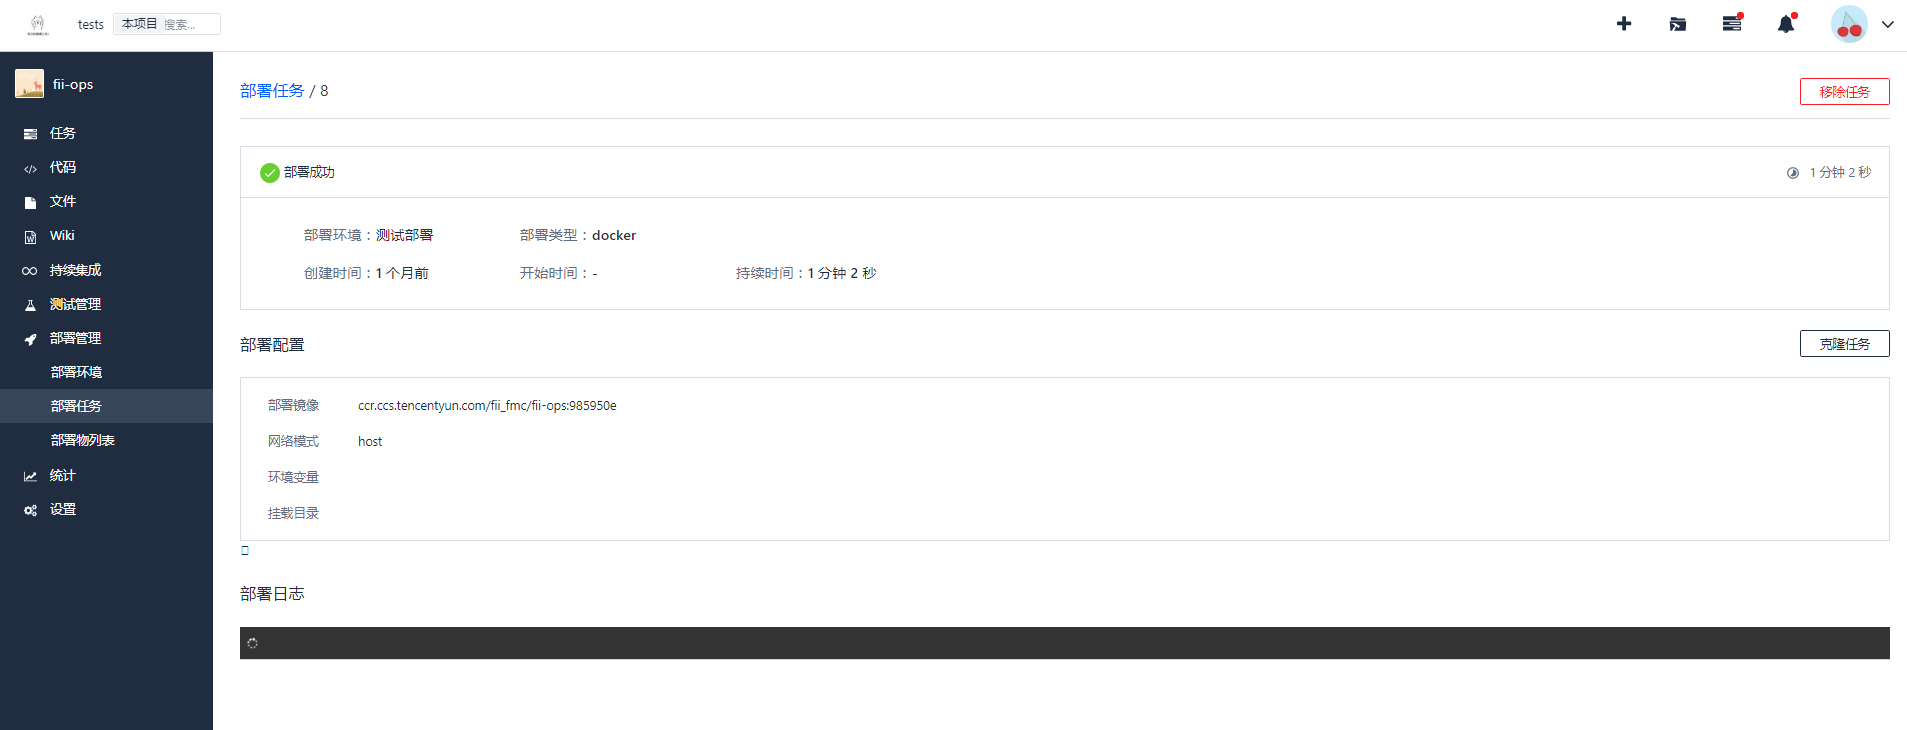 tests 本项目 搜索...
fii-ops
任务
代码
文件
Wiki
持续集成
测试管理
部署管理
部署环境
部署任务
部署物列表
统计
设置
部署任务 / 8
移除任务
部署成功
1 分钟 2 秒
部署环境：测试部署 部署类型：docker
创建时间：1 个月前 开始时间：- 持续时间：1 分钟 2 秒
部署配置
克隆任务
部署镜像 ccr.ccs.tencentyun.com/fii_fmc/fii-ops:985950e
网络模式 host
环境变量
挂载目录
部署日志